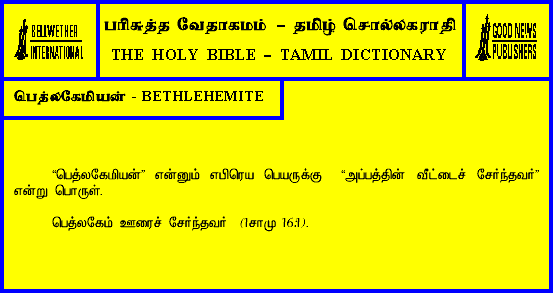 BELLWETHER
INTERNATIONAL
பரிசுத்த வேதாகமம் – தமிழ் சொல்லகராதி
THE HOLY BIBLE – TAMIL DICTIONARY
GOOD NEWS
PUBLISHERS
பெத்லகேமியன் - BETHLEHEMITE
“பெத்லகேமியன்” என்னும் எபிரெய பெயருக்கு “அப்பத்தின் வீட்டைச் சேர்ந்தவர்”
என்று பொருள்.
பெத்லகேம் ஊரைச் சேர்ந்தவர் (1சாமு 16:1).